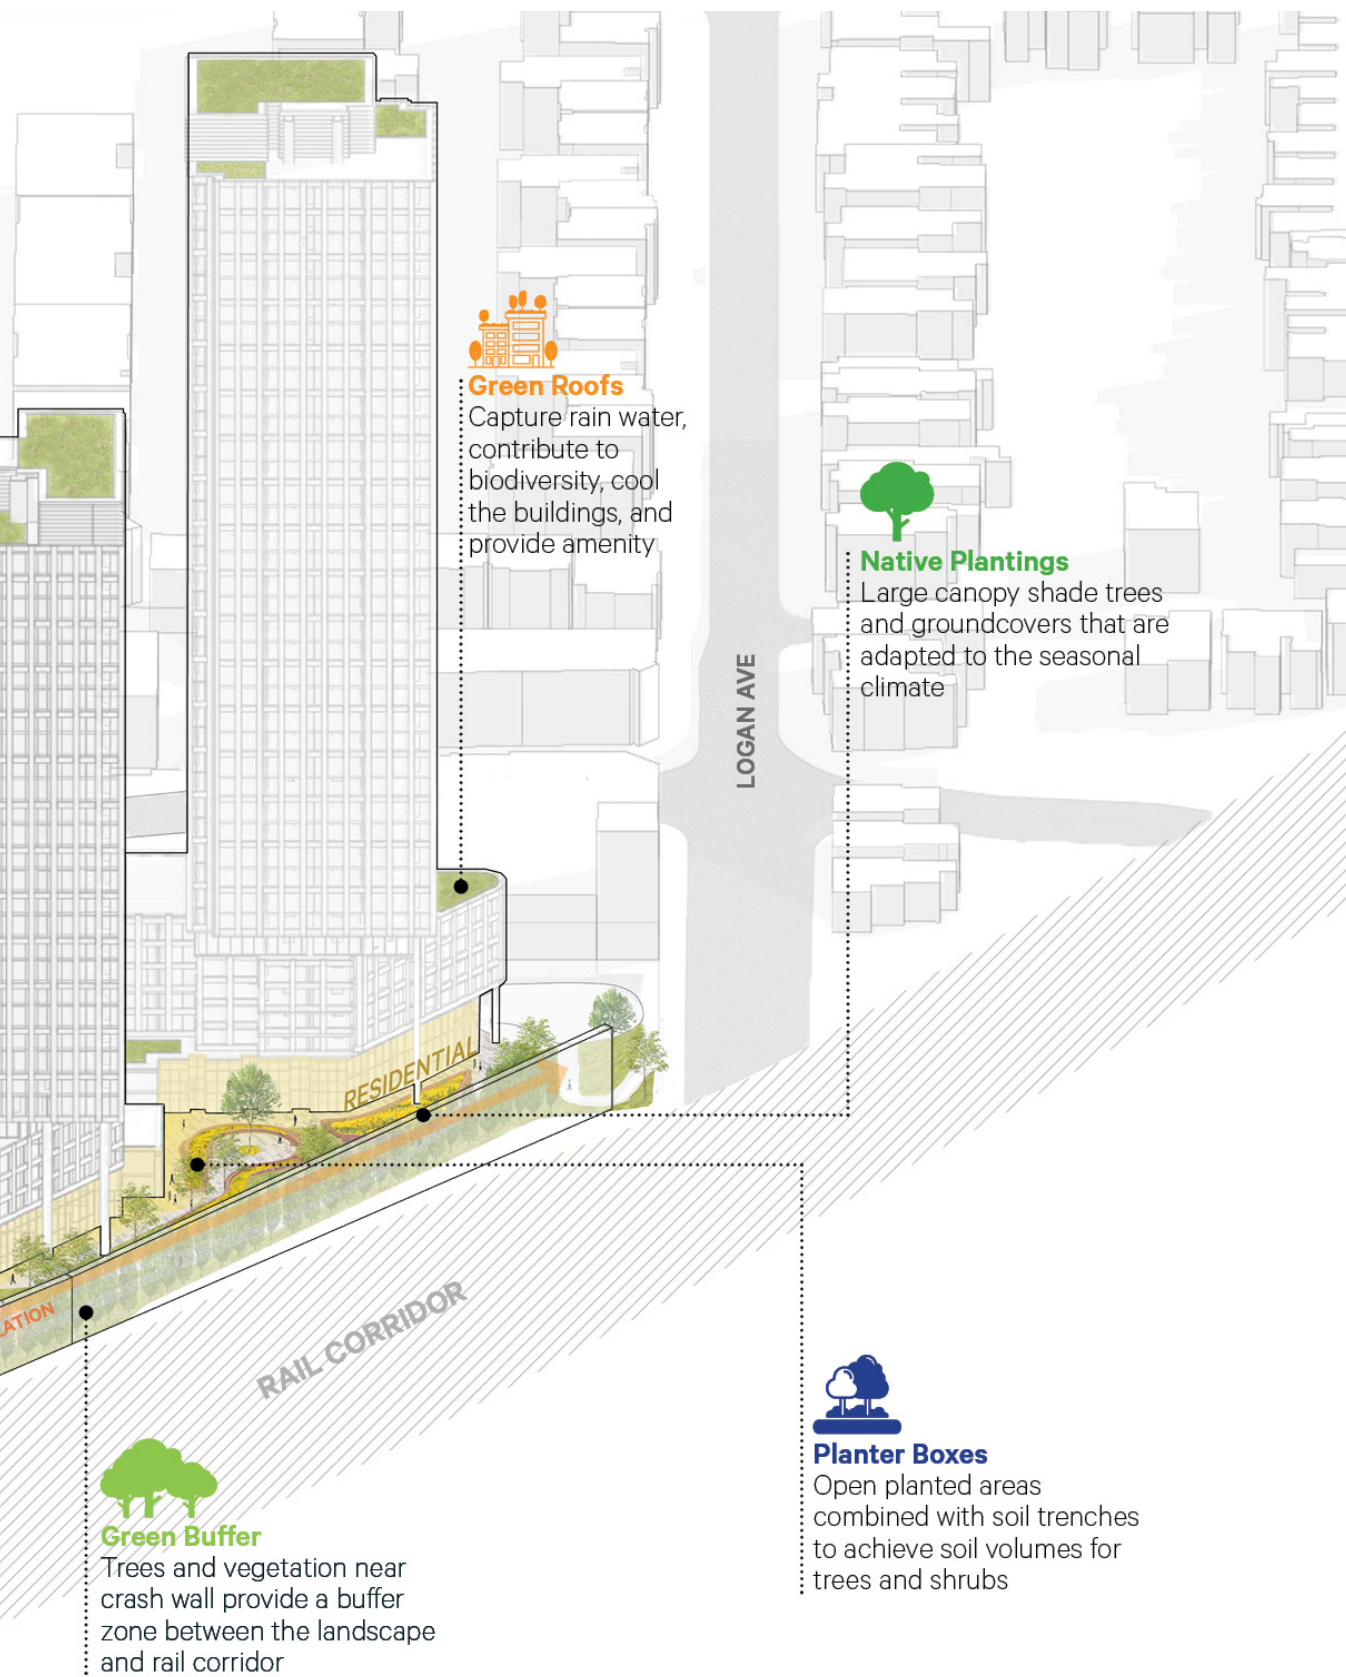 Green Roofs
Capture rain water,
contribute to
biodiversity, cool
the buildings, and
provide amenity
Native Plantings
Large canopy shade trees
and groundcovers that are
adapted to the seasonal
climate
LOGAN AVE
RESIDENTIAL
LATION
RAIL CORRIDOR
Planter Boxes
Open planted areas
combined with soil trenches
to achieve soil volumes for
trees and shrubs
Green Buffer
Trees and vegetation near
crash wall provide a buffer
zone between the landscape
and rail corridor